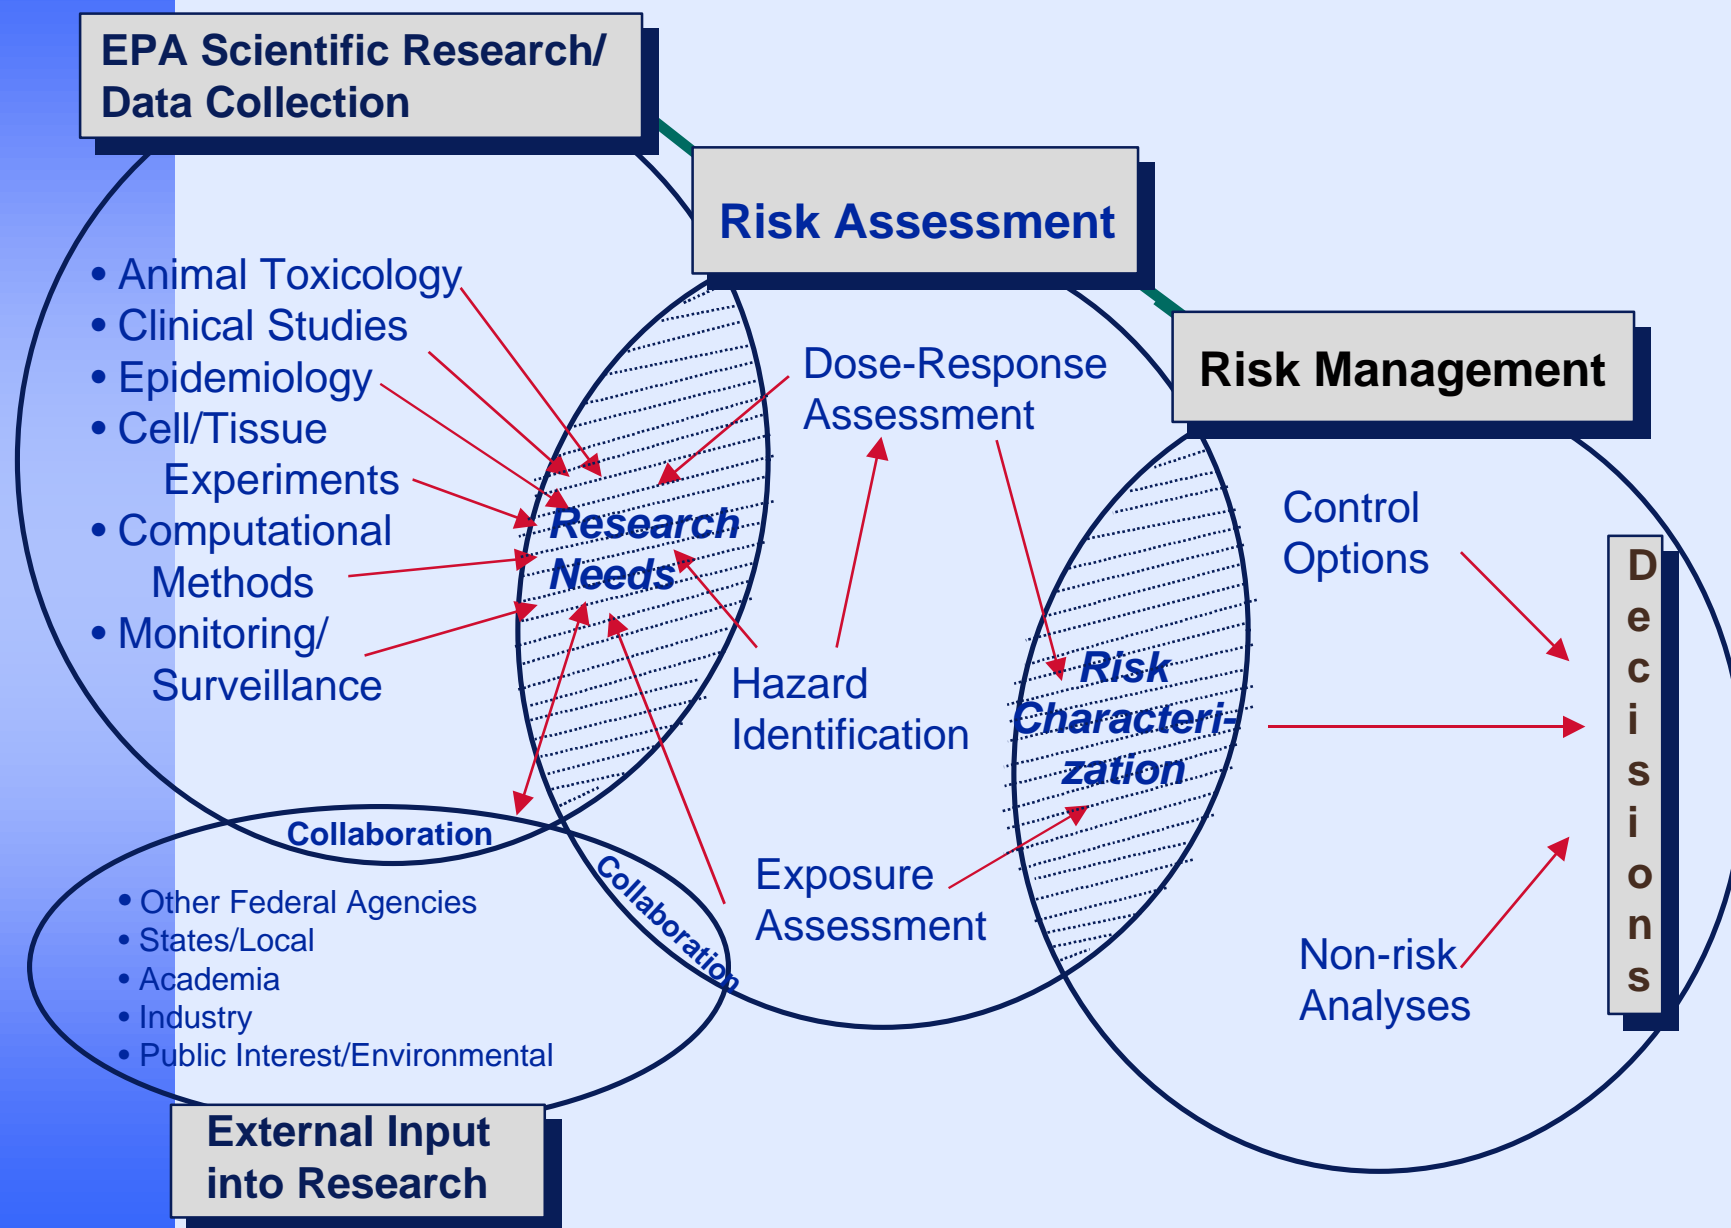 EPA Scientific Research/
Data Collection
Risk Assessment
Risk Management
• Animal Toxicology
• Clinical Studies
• Epidemiology
• Cell/Tissue
Experiments
• Computational
Methods
• Monitoring/
Surveillance
Research
Needs
Dose-Response
Assessment
Hazard
Identification
Exposure
Assessment
Risk
Characteri-
zation
Control
Options
Non-risk
Analyses
Decisions
Collaboration
Collaboration
• Other Federal Agencies
• States/Local
• Academia
• Industry
• Public Interest/Environmental
External Input
into Research